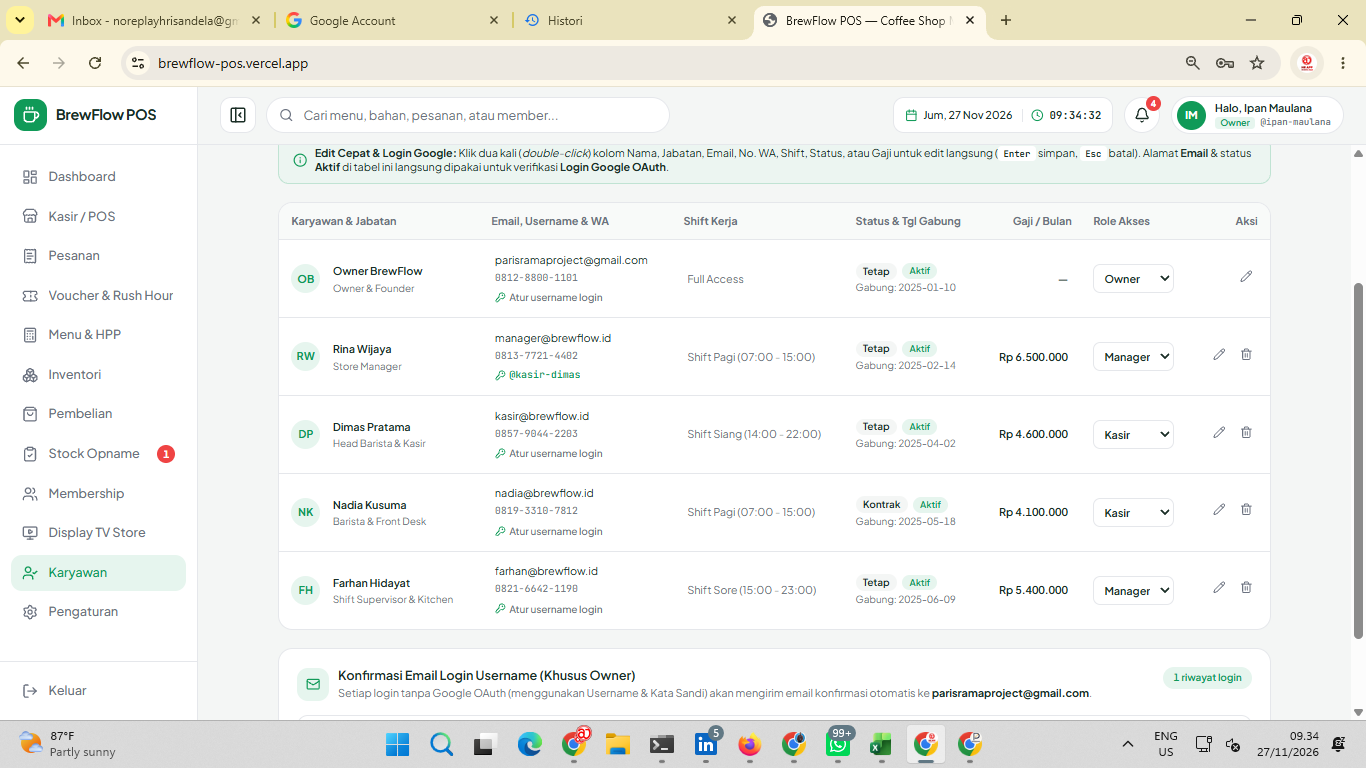 Inbox - noreplayhrisandela@gm
Google Account
Histori
BrewFlow POS — Coffee Shop
brewflow-pos.vercel.app
BrewFlow POS
Cari menu, bahan, pesanan, atau member...
Jum, 27 Nov 2026
09:34:32
4
IM
Halo, Ipan Maulana
Owner @ipan-maulana
Dashboard
Kasir / POS
Pesanan
Voucher & Rush Hour
Menu & HPP
Inventori
Pembelian
Stock Opname 1
Membership
Display TV Store
Karyawan
Pengaturan
Keluar
Edit Cepat & Login Google: Klik dua kali (double-click) kolom Nama, Jabatan, Email, No. WA, Shift, Status, atau Gaji untuk edit langsung ( Enter simpan, Esc batal). Alamat Email & status
Aktif di tabel ini langsung dipakai untuk verifikasi Login Google OAuth.
Karyawan & Jabatan Email, Username & WA Shift Kerja Status & Tgl Gabung Gaji / Bulan Role Akses Aksi
OB
Owner BrewFlow
Owner & Founder
parisramaproject@gmail.com
0812-8800-1101
Atur username login
Full Access
Tetap Aktif
Gabung: 2025-01-10
—
Owner
RW
Rina Wijaya
Store Manager
manager@brewflow.id
0813-7721-4402
@kasir-dimas
Shift Pagi (07:00 - 15:00)
Tetap Aktif
Gabung: 2025-02-14
Rp 6.500.000
Manager
DP
Dimas Pratama
Head Barista & Kasir
kasir@brewflow.id
0857-9044-2203
Atur username login
Shift Siang (14:00 - 22:00)
Tetap Aktif
Gabung: 2025-04-02
Rp 4.600.000
Kasir
NK
Nadia Kusuma
Barista & Front Desk
nadia@brewflow.id
0819-3310-7812
Atur username login
Shift Pagi (07:00 - 15:00)
Kontrak Aktif
Gabung: 2025-05-18
Rp 4.100.000
Kasir
FH
Farhan Hidayat
Shift Supervisor & Kitchen
farhan@brewflow.id
0821-6642-1190
Atur username login
Shift Sore (15:00 - 23:00)
Tetap Aktif
Gabung: 2025-06-09
Rp 5.400.000
Manager
Konfirmasi Email Login Username (Khusus Owner)
Setiap login tanpa Google OAuth (menggunakan Username & Kata Sandi) akan mengirim email konfirmasi otomatis ke parisramaproject@gmail.com.
1 riwayat login
87°F
Partly sunny
5
99+
ENG
US
09.34
27/11/2026